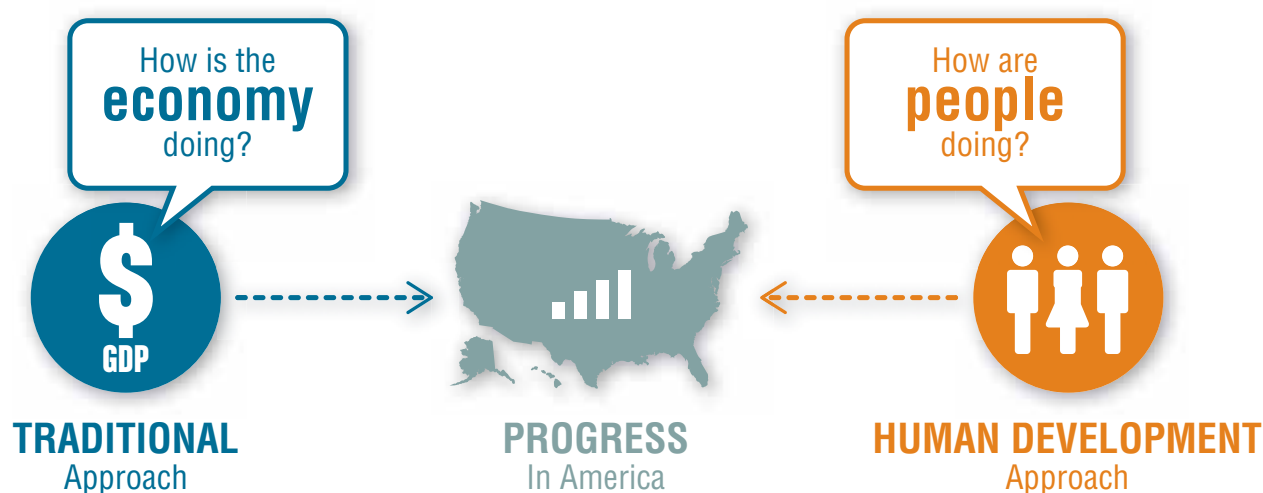 How is the
economy
doing?
$
GDP
TRADITIONAL
Approach
PROGRESS
In America
How are
people
doing?
HUMAN DEVELOPMENT
Approach